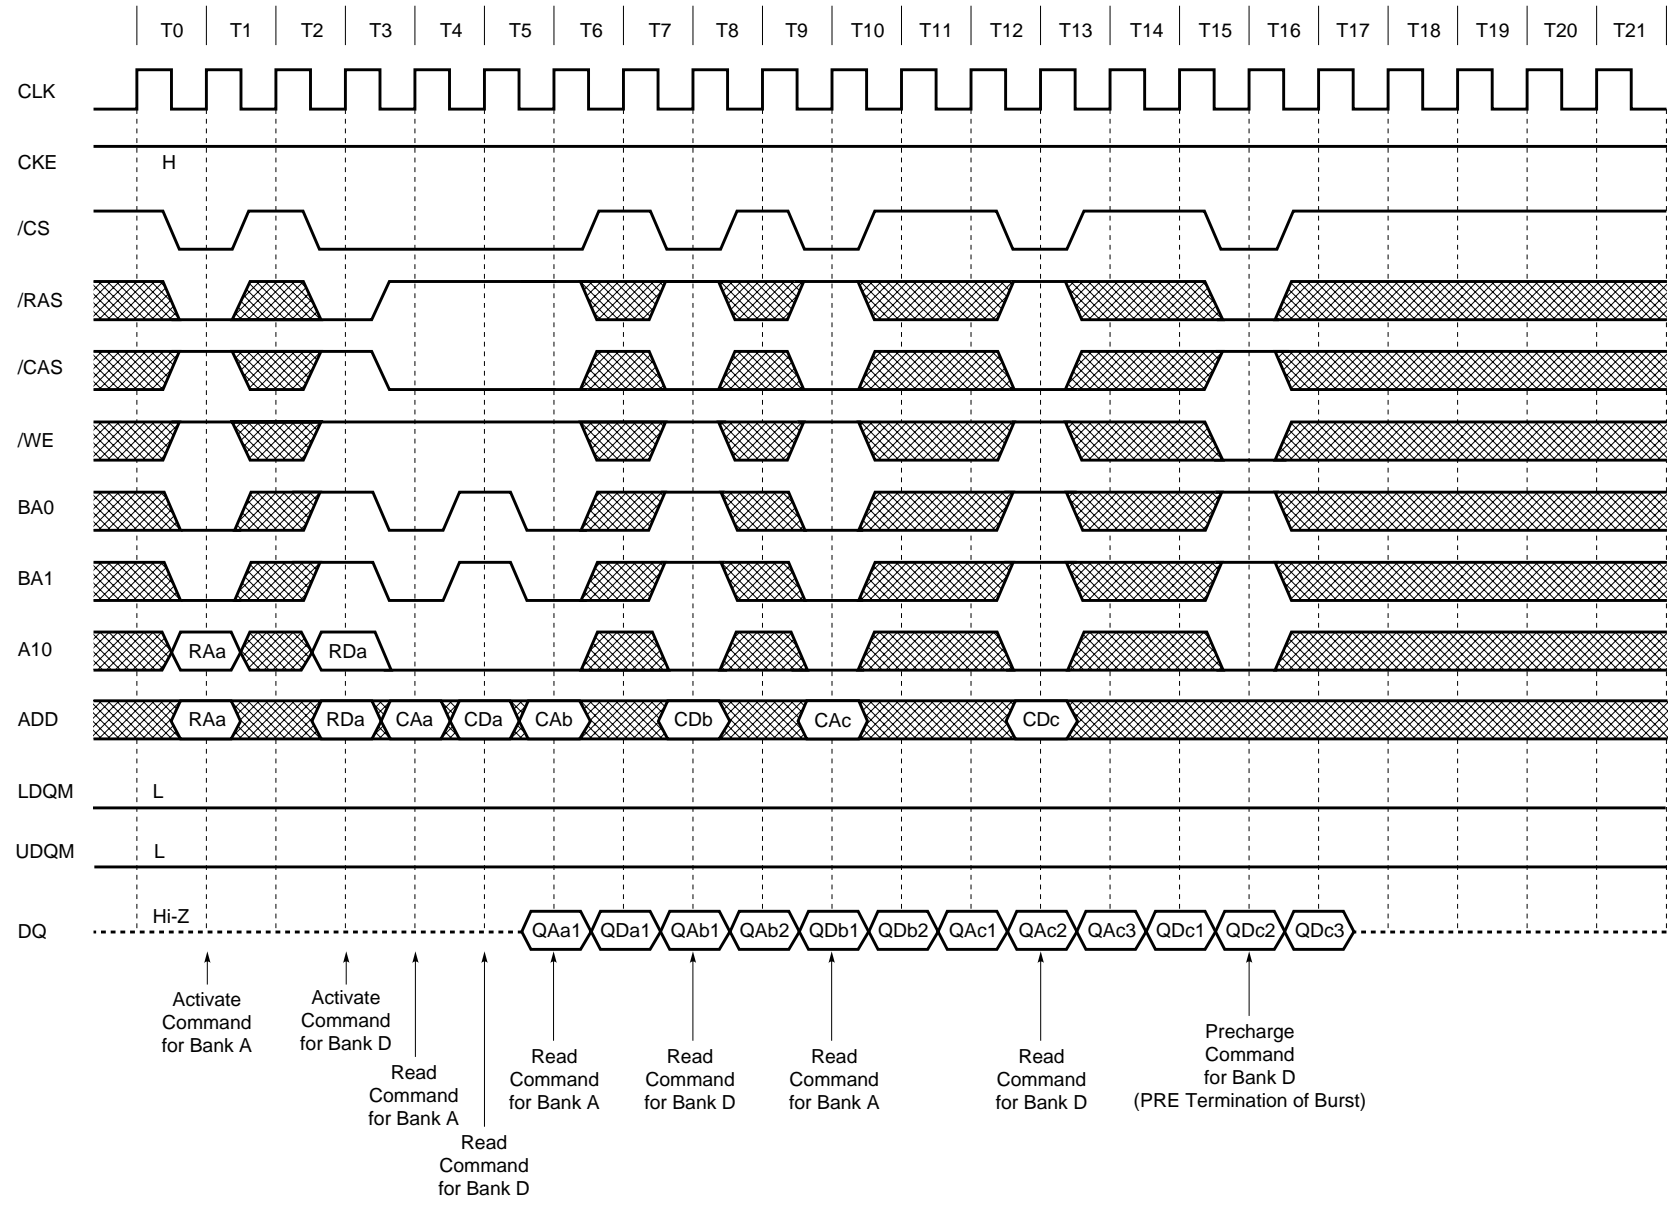 T0 T1 T2 T3 T4 T5 T6 T7 T8 T9 T10 T11 T12 T13 T14 T15 T16 T17 T18 T19 T20 T21
CLK
CKE H
/CS
/RAS
/CAS
/WE
BA0
BA1
A10 RAa RDa
ADD RAa RDa CAa CDa CAb CDb CAc CDc
LDQM L
UDQM L
DQ Hi-Z QAa1 QDa1 QAb1 QAb2 QDb1 QDb2 QAc1 QAc2 QAc3 QDc1 QDc2 QDc3
Activate
Command
for Bank A
Activate
Command
for Bank D
Read
Command
for Bank A
Read
Command
for Bank D
Read
Command
for Bank A
Read
Command
for Bank D
Read
Command
for Bank A
Read
Command
for Bank D
Precharge
Command
for Bank D
(PRE Termination of Burst)